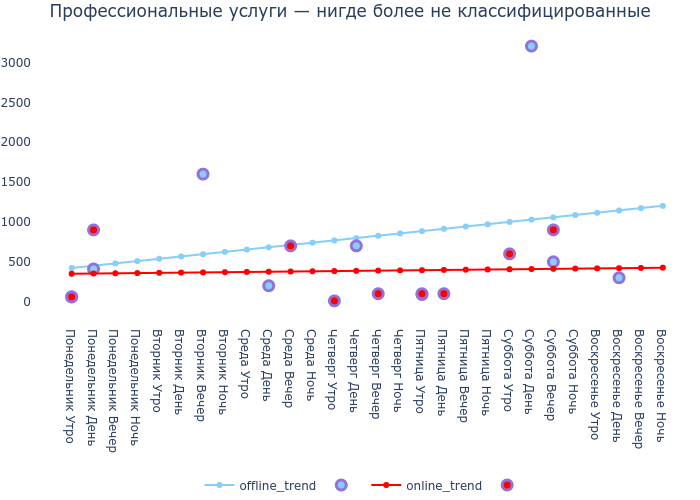 Профессиональные услуги — нигде более не классифицированные
3000
2500
2000
1500
1000
500
0
Понедельник Утро
Понедельник День
Понедельник Вечер
Понедельник Ночь
Вторник Утро
Вторник День
Вторник Вечер
Вторник Ночь
Среда Утро
Среда День
Среда Вечер
Среда Ночь
Четверг Утро
Четверг День
Четверг Вечер
Четверг Ночь
Пятница Утро
Пятница День
Пятница Вечер
Пятница Ночь
Суббота Утро
Суббота День
Суббота Вечер
Суббота Ночь
Воскресенье Утро
Воскресенье День
Воскресенье Вечер
Воскресенье Ночь
offline_trend online_trend